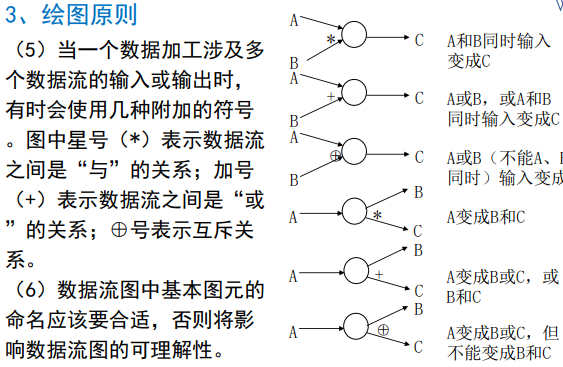 3、绘图原则
（5）当一个数据加工涉及多
个数据流的输入或输出时，
有时会使用几种附加的符号
。图中星号（*）表示数据流
之间是“与”的关系；加号
（+）表示数据流之间是“或
”的关系；⊕号表示互斥关
系。
（6）数据流图中基本图元的
命名应该要合适，否则将影
响数据流图的可理解性。
A
*
B
C
A和B同时输入
变成C
A
+
B
C
A或B，或A和B
同时输入变成C
A
⊕
B
C
A或B（不能A、
同时）输入变成
A
*
B
C
A变成B和C
A
+
B
C
A变成B或C，或
B和C
A
⊕
B
C
A变成B或C，但
不能变成B和C